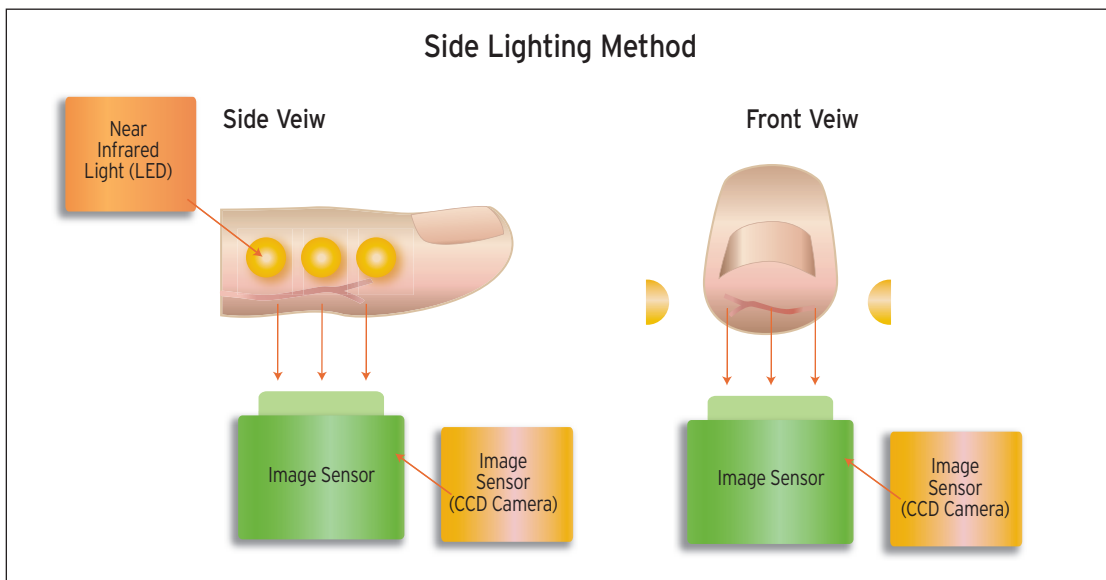 Side Lighting Method
Near
Infrared
Light (LED)
Side Veiw
Front Veiw
Image Sensor
Image
Sensor
(CCD Camera)
Image Sensor
Image
Sensor
(CCD Camera)